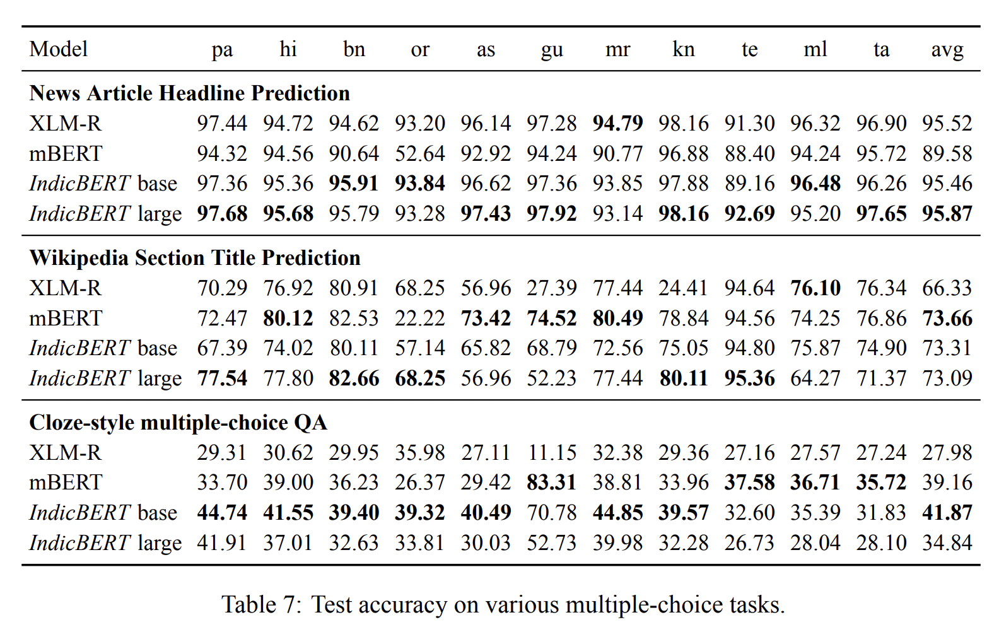 Model pa hi bn or as gu mr kn te ml ta avg
News Article Headline Prediction
XLM-R 97.44 94.72 94.62 93.20 96.14 97.28 94.79 98.16 91.30 96.32 96.90 95.52
mBERT 94.32 94.56 90.64 52.64 92.92 94.24 90.77 96.88 88.40 94.24 95.72 89.58
IndicBERT base 97.36 95.36 95.91 93.84 96.62 97.36 93.85 97.88 89.16 96.48 96.26 95.46
IndicBERT large 97.68 95.68 95.79 93.28 97.43 97.92 93.14 98.16 92.69 95.20 97.65 95.87
Wikipedia Section Title Prediction
XLM-R 70.29 76.92 80.91 68.25 56.96 27.39 77.44 24.41 94.64 76.10 76.34 66.33
mBERT 72.47 80.12 82.53 22.22 73.42 74.52 80.49 78.84 94.56 74.25 76.86 73.66
IndicBERT base 67.39 74.02 80.11 57.14 65.82 68.79 72.56 75.05 94.80 75.87 74.90 73.31
IndicBERT large 77.54 77.80 82.66 68.25 56.96 52.23 77.44 80.11 95.36 64.27 71.37 73.09
Cloze-style multiple-choice QA
XLM-R 29.31 30.62 29.95 35.98 27.11 11.15 32.38 29.36 27.16 27.57 27.24 27.98
mBERT 33.70 39.00 36.23 26.37 29.42 83.31 38.81 33.96 37.58 36.71 35.72 39.16
IndicBERT base 44.74 41.55 39.40 39.32 40.49 70.78 44.85 39.57 32.60 35.39 31.83 41.87
IndicBERT large 41.91 37.01 32.63 33.81 30.03 52.73 39.98 32.28 26.73 28.04 28.10 34.84
Table 7: Test accuracy on various multiple-choice tasks.